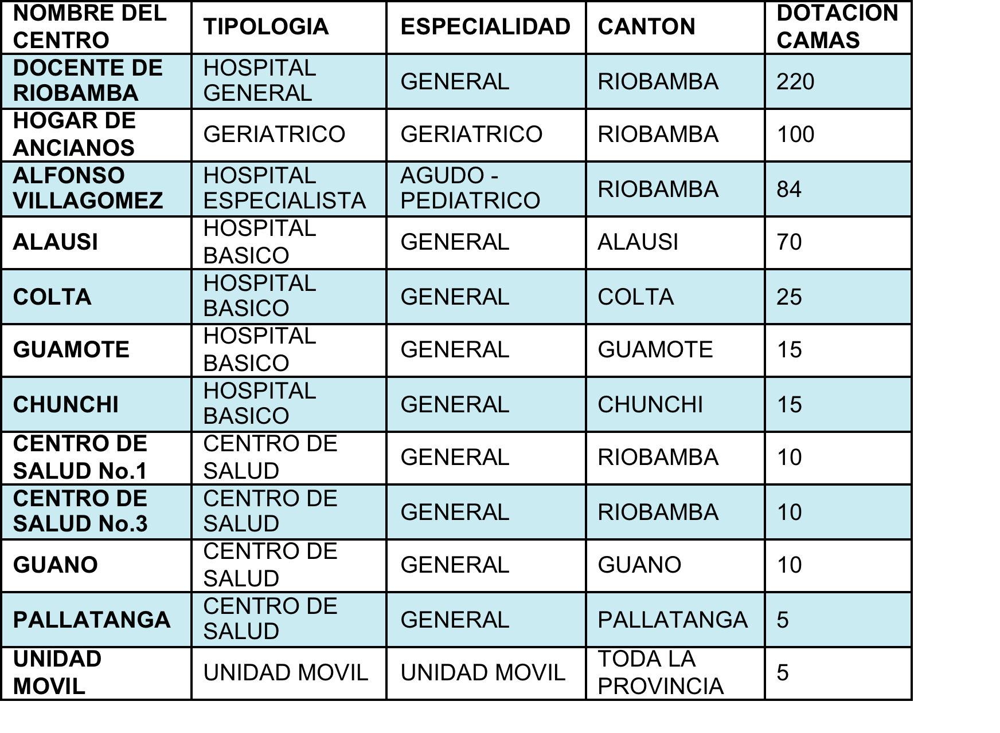 NOMBRE DEL
CENTRO
TIPOLOGIA
ESPECIALIDAD
CANTON
DOTACION
CAMAS
DOCENTE DE
RIOBAMBA
HOSPITAL
GENERAL
GENERAL
RIOBAMBA
220
HOGAR DE
ANCIANOS
GERIATRICO
GERIATRICO
RIOBAMBA
100
ALFONSO
VILLAGOMEZ
HOSPITAL
ESPECIALISTA
AGUDO -
PEDIATRICO
RIOBAMBA
84
ALAUSI
HOSPITAL
BASICO
GENERAL
ALAUSI
70
COLTA
HOSPITAL
BASICO
GENERAL
COLTA
25
GUAMOTE
HOSPITAL
BASICO
GENERAL
GUAMOTE
15
CHUNCHI
HOSPITAL
BASICO
GENERAL
CHUNCHI
15
CENTRO DE
SALUD No.1
CENTRO DE
SALUD
GENERAL
RIOBAMBA
10
CENTRO DE
SALUD No.3
CENTRO DE
SALUD
GENERAL
RIOBAMBA
10
GUANO
CENTRO DE
SALUD
GENERAL
GUANO
10
PALLATANGA
CENTRO DE
SALUD
GENERAL
PALLATANGA
5
UNIDAD
MOVIL
UNIDAD MOVIL
UNIDAD MOVIL
TODA LA
PROVINCIA
5